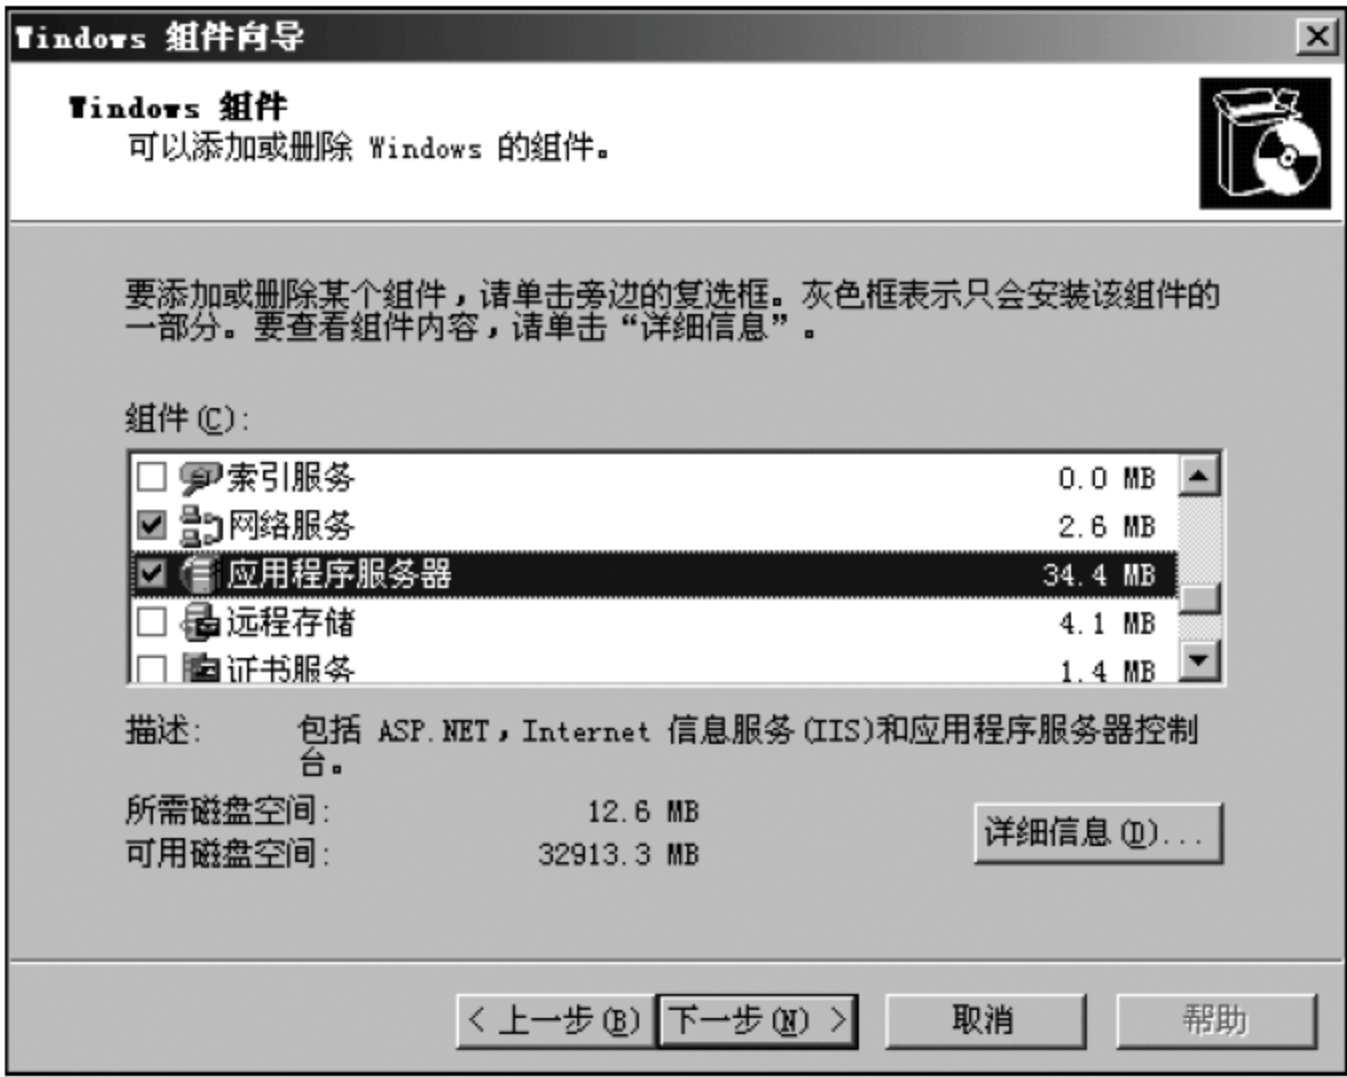 Windows 组件向导
Windows 组件
可以添加或删除 Windows 的组件。
要添加或删除某个组件，请单击旁边的复选框。灰色框表示只会安装该组件的
一部分。要查看组件内容，请单击“详细信息”。
组件(C):
索引服务 0.0 MB
网络服务 2.6 MB
应用程序服务器 34.4 MB
远程存储 4.1 MB
证书服务 1.4 MB
描述: 包括 ASP.NET，Internet 信息服务(IIS)和应用程序服务器控制
台。
所需磁盘空间: 12.6 MB
可用磁盘空间: 32913.3 MB
详细信息(D)...
< 上一步(B) 下一步(N) > 取消 帮助